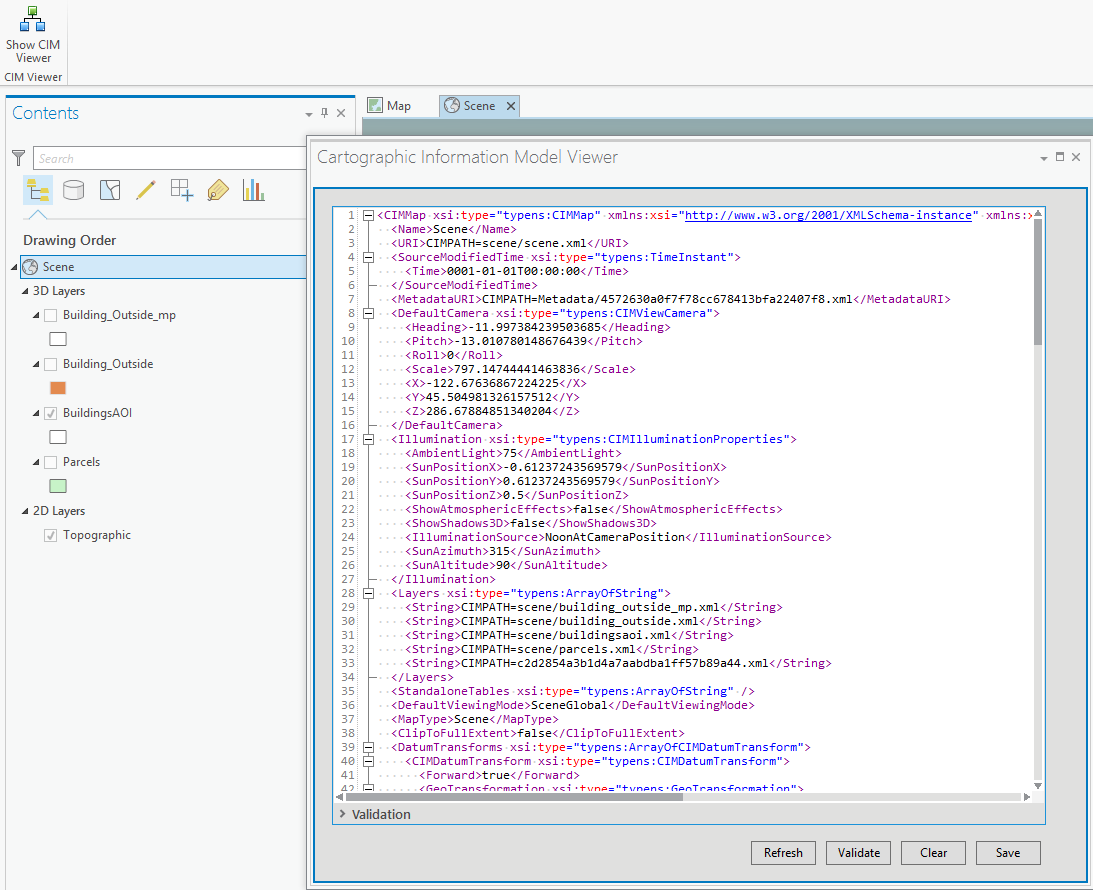 Show CIM
Viewer
CIM Viewer
Contents
Search
Drawing Order
Scene
3D Layers
Building_Outside_mp
Building_Outside
BuildingsAOI
Parcels
2D Layers
Topographic
Map
Scene
Cartographic Information Model Viewer
1 <CIMMap xsi:type="typens:CIMMap" xmlns:xsi="http://www.w3.org/2001/XMLSchema-instance" xmlns:
2 <Name>Scene</Name>
3 <URI>CIMPATH=scene/scene.xml</URI>
4 <SourceModifiedTime xsi:type="typens:TimeInstant">
5 <Time>0001-01-01T00:00:00</Time>
6 </SourceModifiedTime>
7 <MetadataURI>CIMPATH=Metadata/4572630a0f7f78cc678413bfa22407f8.xml</MetadataURI>
8 <DefaultCamera xsi:type="typens:CIMViewCamera">
9 <Heading>-11.997384239503685</Heading>
10 <Pitch>-13.010780148676439</Pitch>
11 <Roll>0</Roll>
12 <Scale>797.14744441463836</Scale>
13 <X>-122.67636867224225</X>
14 <Y>45.504981326157512</Y>
15 <Z>286.67884851340204</Z>
16 </DefaultCamera>
17 <Illumination xsi:type="typens:CIMIlluminationProperties">
18 <AmbientLight>75</AmbientLight>
19 <SunPositionX>-0.61237243569579</SunPositionX>
20 <SunPositionY>0.61237243569579</SunPositionY>
21 <SunPositionZ>0.5</SunPositionZ>
22 <ShowAtmosphericEffects>false</ShowAtmosphericEffects>
23 <ShowShadows3D>false</ShowShadows3D>
24 <IlluminationSource>NoonAtCameraPosition</IlluminationSource>
25 <SunAzimuth>315</SunAzimuth>
26 <SunAltitude>90</SunAltitude>
27 </Illumination>
28 <Layers xsi:type="typens:ArrayOfString">
29 <String>CIMPATH=scene/building_outside_mp.xml</String>
30 <String>CIMPATH=scene/building_outside.xml</String>
31 <String>CIMPATH=scene/buildingsaoi.xml</String>
32 <String>CIMPATH=scene/parcels.xml</String>
33 <String>CIMPATH=c2d2854a3b1d4a7aabdba1ff57b89a44.xml</String>
34 </Layers>
35 <StandaloneTables xsi:type="typens:ArrayOfString" />
36 <DefaultViewingMode>SceneGlobal</DefaultViewingMode>
37 <MapType>Scene</MapType>
38 <ClipToFullExtent>false</ClipToFullExtent>
39 <DatumTransforms xsi:type="typens:ArrayOfCIMDatumTransform">
40 <CIMDatumTransform xsi:type="typens:CIMDatumTransform">
41 <Forward>true</Forward>
42 <GeoTransformation xsi:type="typens:GeoTransformation">
Validation
Refresh
Validate
Clear
Save